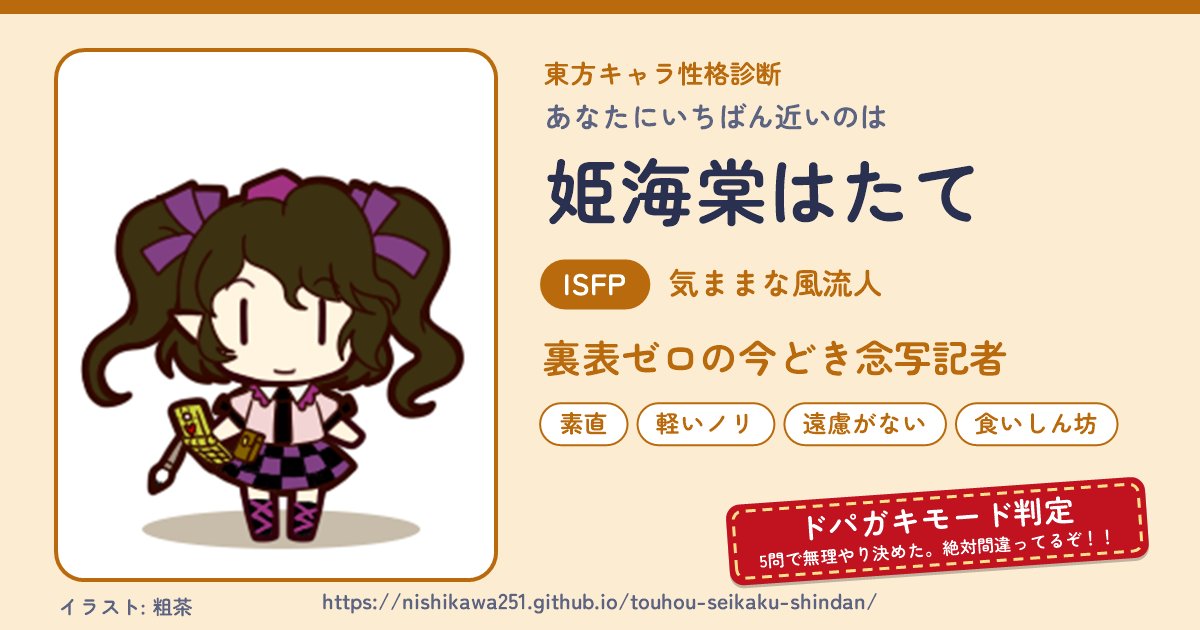 東方キャラ性格診断
あなたにいちばん近いのは
姫海棠はたて
ISFP 気ままな風流人
裏表ゼロの今どき念写記者
素直 軽いノリ 遠慮がない 食いしん坊
ドパガキモード判定
5問で無理やり決めた。絶対間違ってるぞ！！
イラスト: 粗茶
https://nishikawa251.github.io/touhou-seikaku-shindan/